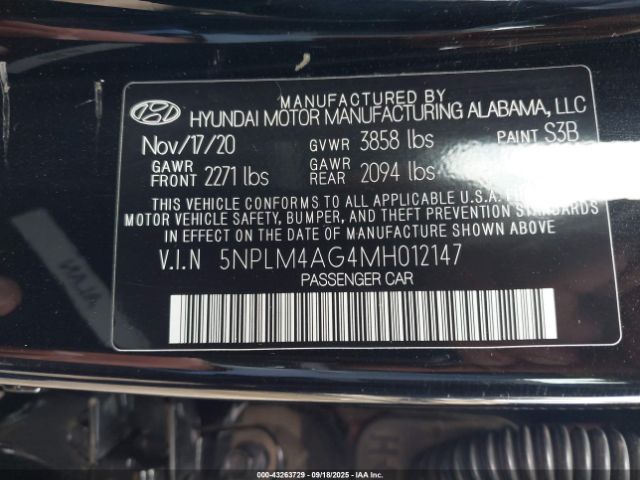 MANUFACTURED BY
HYUNDAI MOTOR MANUFACTURING ALABAMA, LLC
Nov/17/20 GVWR 3858 lbs PAINT S3B
GAWR FRONT 2271 lbs GAWR REAR 2094 lbs
THIS VEHICLE CONFORMS TO ALL APPLICABLE U.S.A.
MOTOR VEHICLE SAFETY, BUMPER, AND THEFT PREVENTION STANDARDS
IN EFFECT ON THE DATE OF MANUFACTURE SHOWN ABOVE.
V.I.N 5NPLM4AG4MH012147
PASSENGER CAR
000-43263729 - 09/18/2025 - IAA Inc.